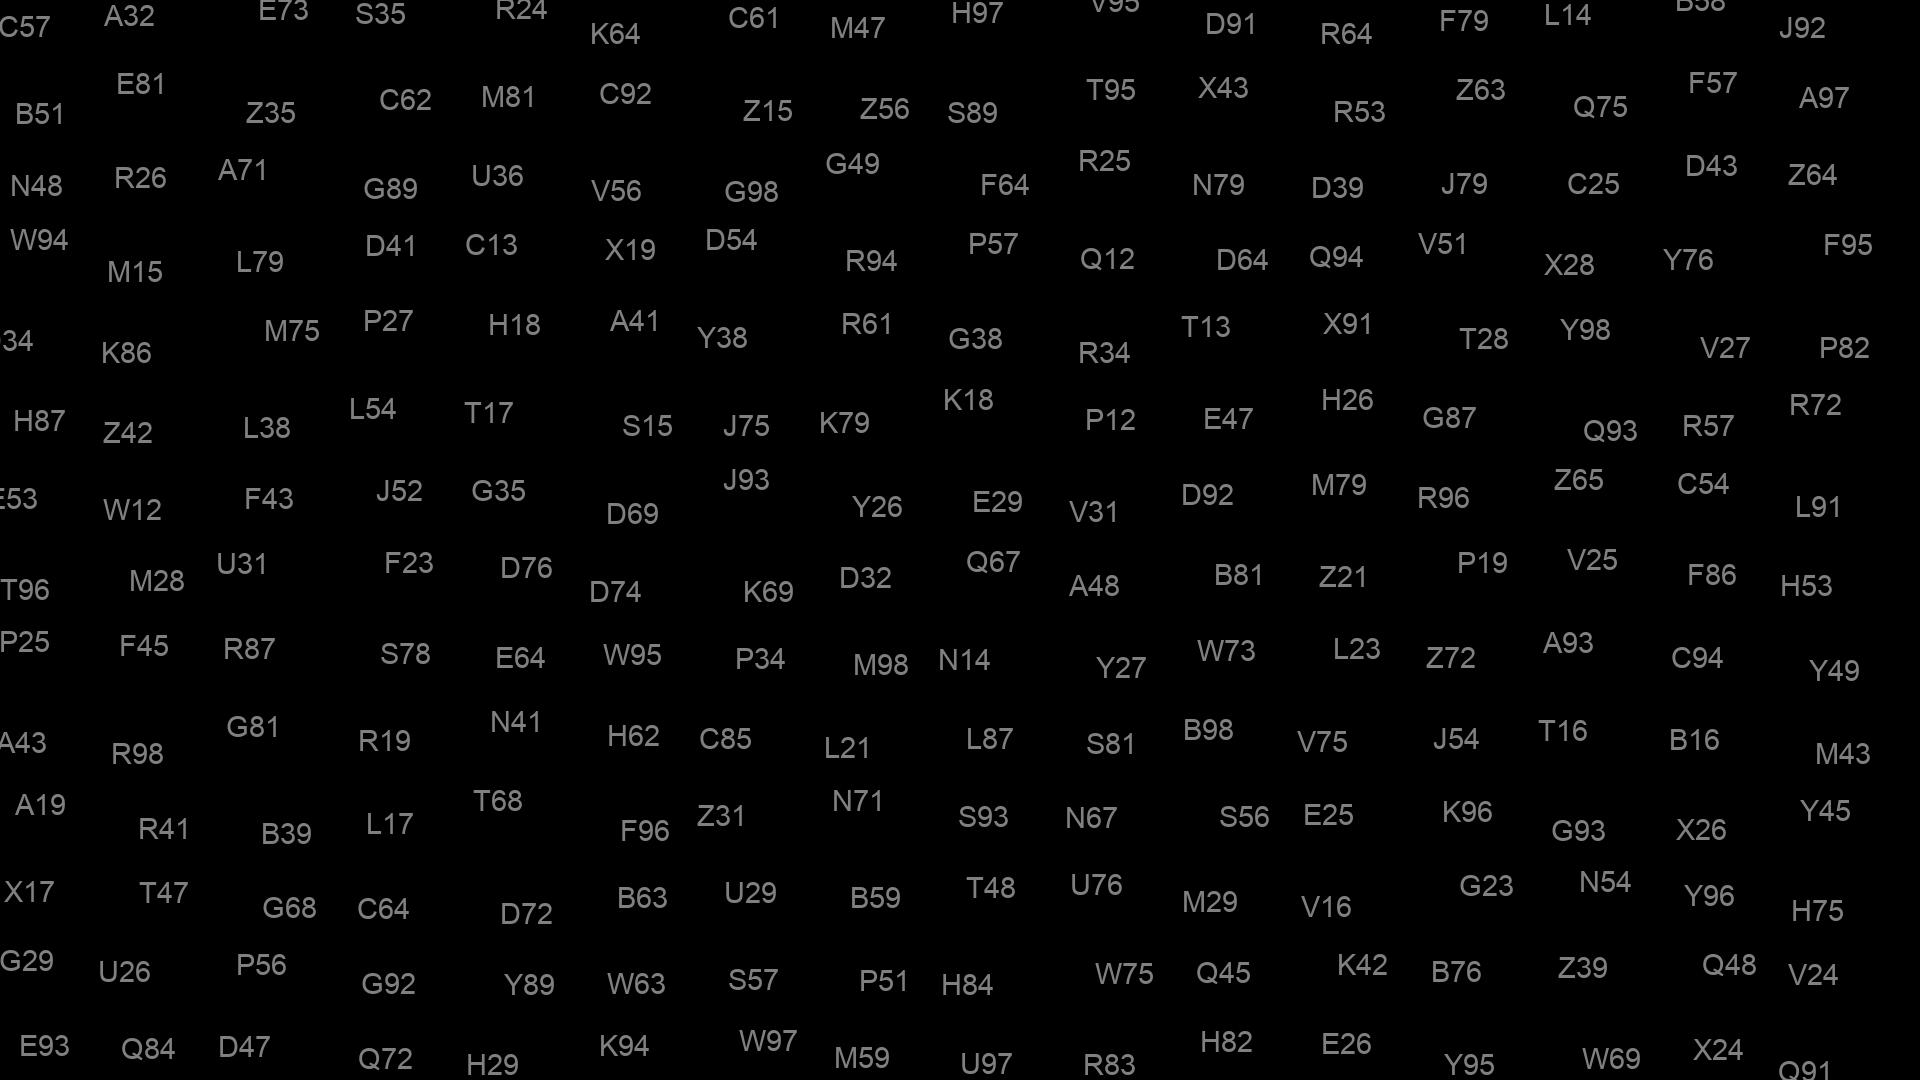 C57 A32 E73 S35 R24 K64 C61 M47 H97 V95 D91 R64 F79 L14 B58 J92
B51 E81 Z35 C62 M81 C92 Z15 Z56 S89 T95 X43 R53 Z63 Q75 F57 A97
N48 R26 A71 G89 U36 V56 G98 G49 F64 R25 N79 D39 J79 C25 D43 Z64
W94 M15 L79 D41 C13 X19 D54 R94 P57 Q12 D64 Q94 V51 X28 Y76 F95
K86 M75 P27 H18 A41 Y38 R61 G38 R34 T13 X91 T28 Y98 V27 P82
H87 Z42 L38 L54 T17 S15 J75 K79 K18 P12 E47 H26 G87 Q93 R57 R72
E53 W12 F43 J52 G35 D69 J93 Y26 E29 V31 D92 M79 R96 Z65 C54 L91
T96 M28 U31 F23 D76 D74 K69 D32 Q67 A48 B81 Z21 P19 V25 F86 H53
P25 F45 R87 S78 E64 W95 P34 M98 N14 Y27 W73 L23 Z72 A93 C94 Y49
A43 R98 G81 R19 N41 H62 C85 L21 L87 S81 B98 V75 J54 T16 B16 M43
A19 R41 B39 L17 T68 F96 Z31 N71 S93 N67 S56 E25 K96 G93 X26 Y45
X17 T47 G68 C64 D72 B63 U29 B59 T48 U76 M29 V16 G23 N54 Y96 H75
G29 U26 P56 G92 Y89 W63 S57 P51 H84 W75 Q45 K42 B76 Z39 Q48 V24
E93 Q84 D47 Q72 H29 K94 W97 M59 U97 R83 H82 E26 Y95 W69 X24 Q91